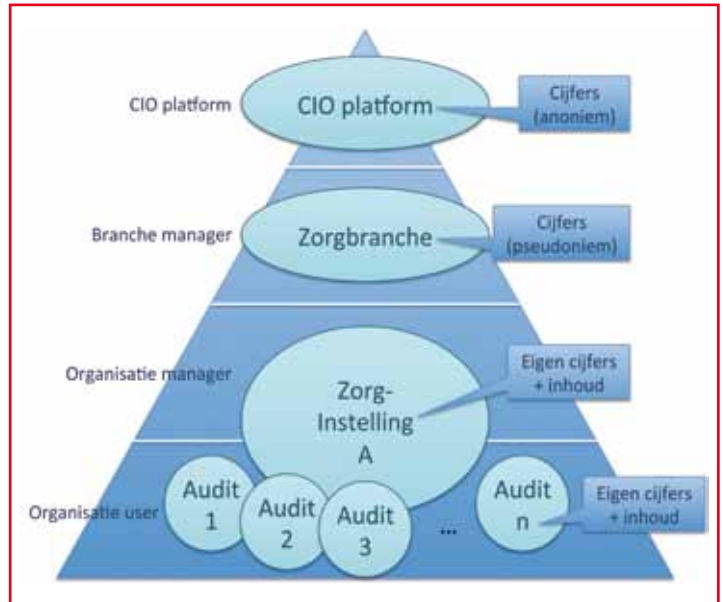 CIO platform
CIO platform
Cijfers
(anoniem)
Branche manager
Zorgbranche
Cijfers
(pseudoniem)
Organisatie manager
Zorg-
Instelling
A
Eigen cijfers
+ inhoud
Organisatie user
Audit
1
Audit
2
Audit
3
...
Audit
n
Eigen cijfers
+ inhoud